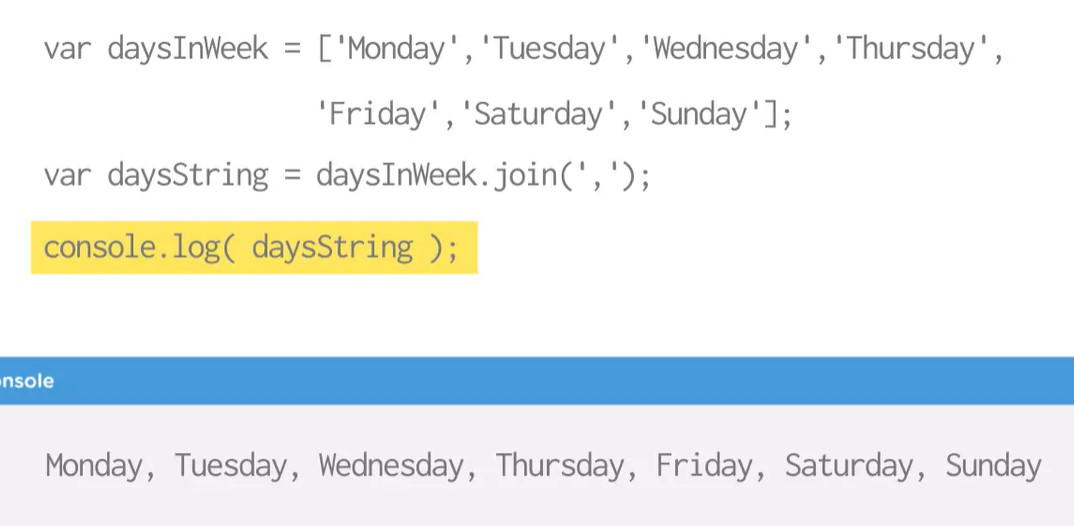 var daysInWeek = ['Monday','Tuesday','Wednesday','Thursday',
'Friday','Saturday','Sunday'];
var daysString = daysInWeek.join(',');
console.log( daysString );
onsole
Monday, Tuesday, Wednesday, Thursday, Friday, Saturday, Sunday